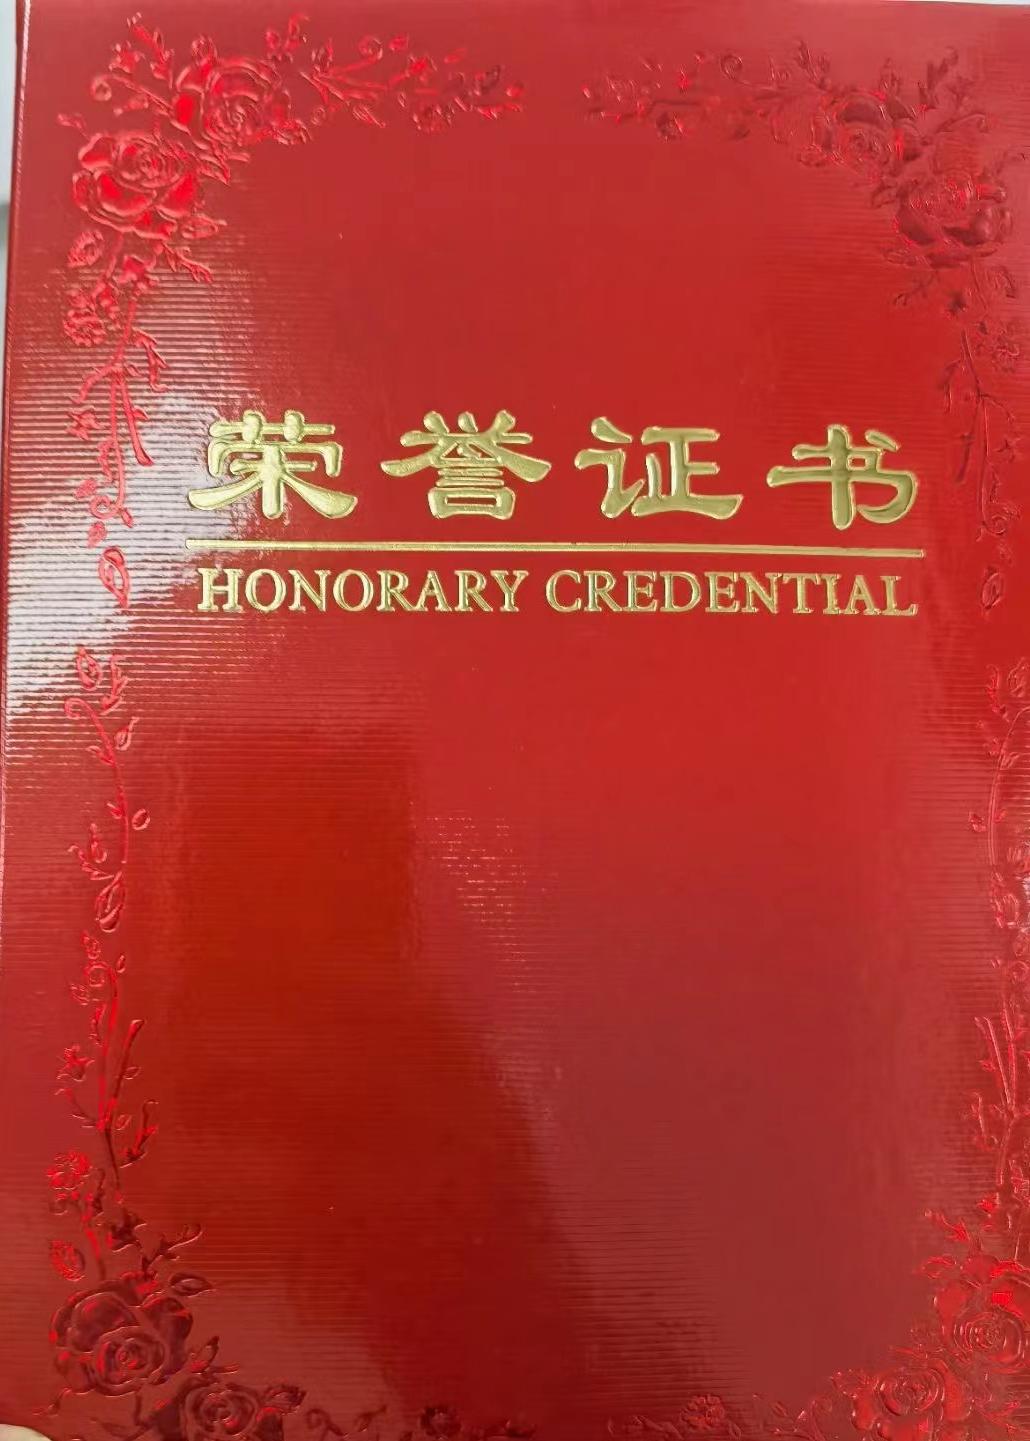 荣誉证书
HONORARY CREDENTIAL